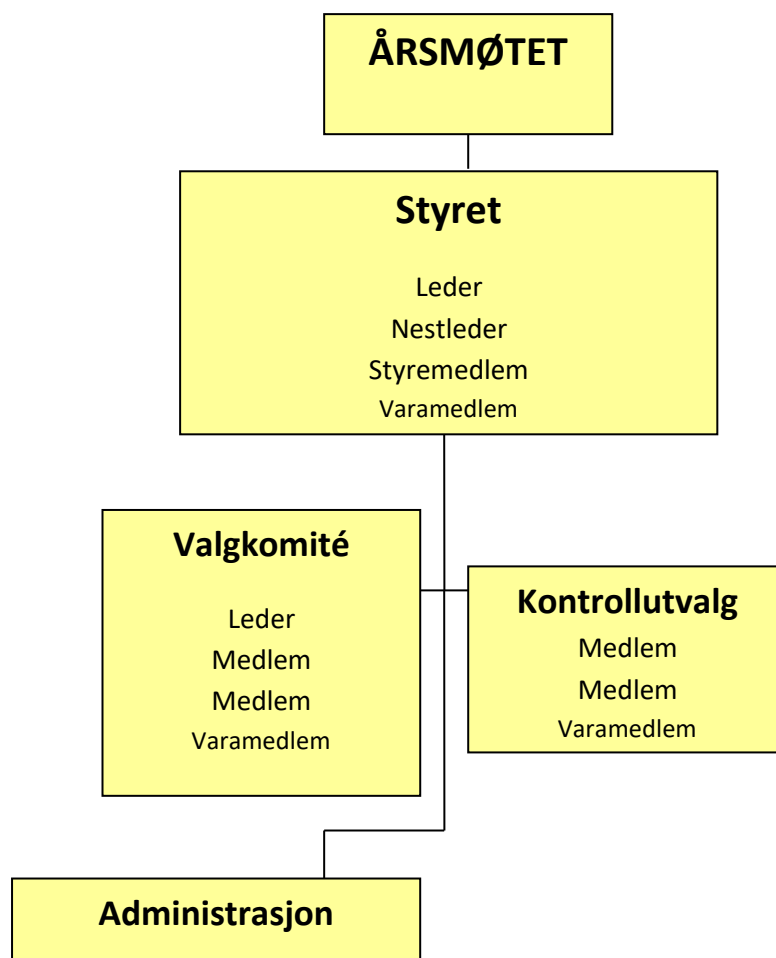 ÅRSMØTET
Styret
Leder
Nestleder
Styremedlem
Varamedlem
Valgkomité
Leder
Medlem
Medlem
Varamedlem
Kontrollutvalg
Medlem
Medlem
Varamedlem
Administrasjon